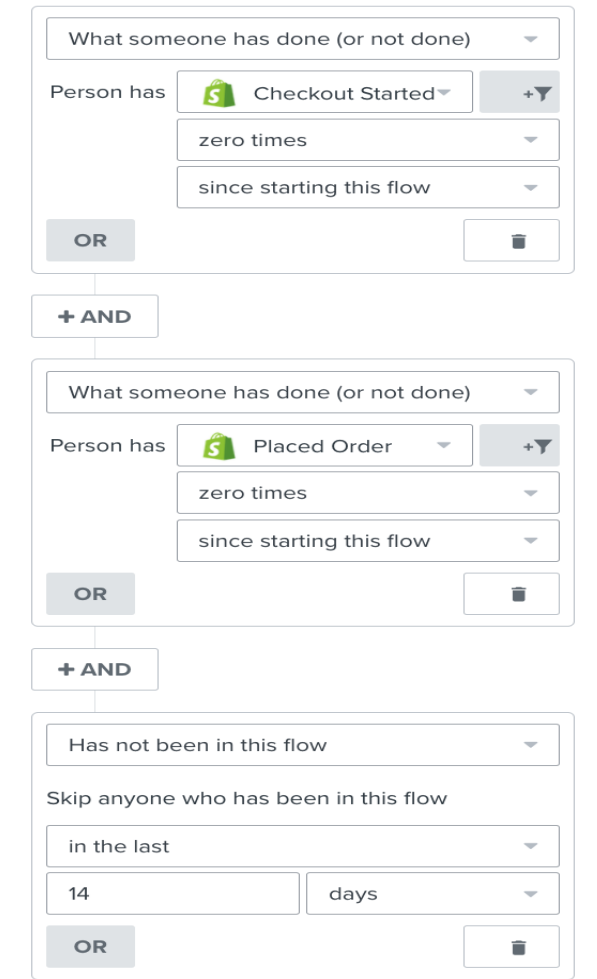 What someone has done (or not done)
Person has Checkout Started +
zero times
since starting this flow
OR
+ AND
What someone has done (or not done)
Person has Placed Order +
zero times
since starting this flow
OR
+ AND
Has not been in this flow
Skip anyone who has been in this flow
in the last
14 days
OR